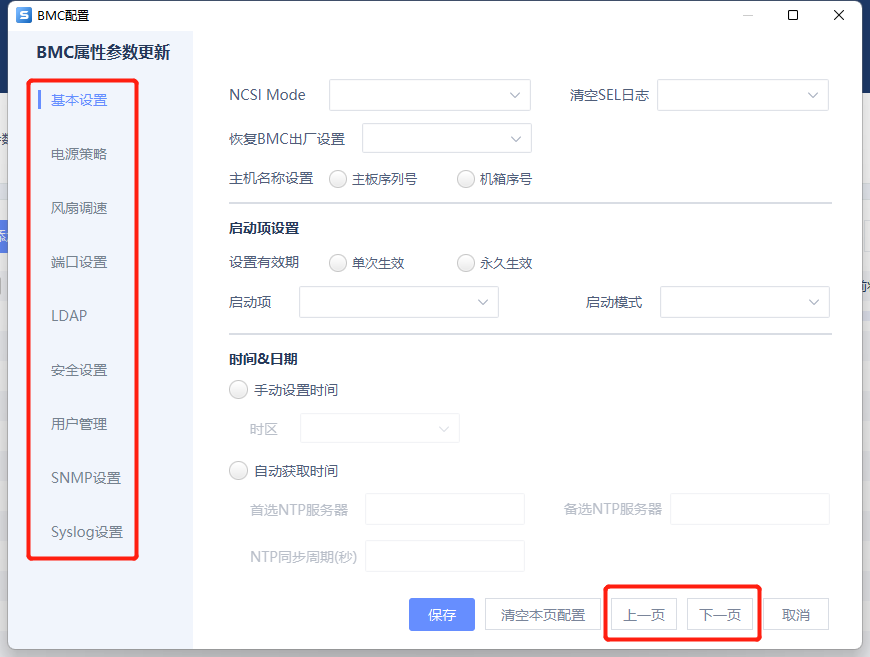 BMC配置
BMC属性参数更新
基本设置
电源策略
风扇调速
端口设置
LDAP
安全设置
用户管理
SNMP设置
Syslog设置
NCSI Mode
清空SEL日志
恢复BMC出厂设置
主机名称设置 主板序列号 机箱序号
启动项设置
设置有效期 单次生效 永久生效
启动项 启动模式
时间&日期
手动设置时间
时区
自动获取时间
首选NTP服务器 备选NTP服务器
NTP同步周期(秒)
保存 清空本页配置 上一页 下一页 取消